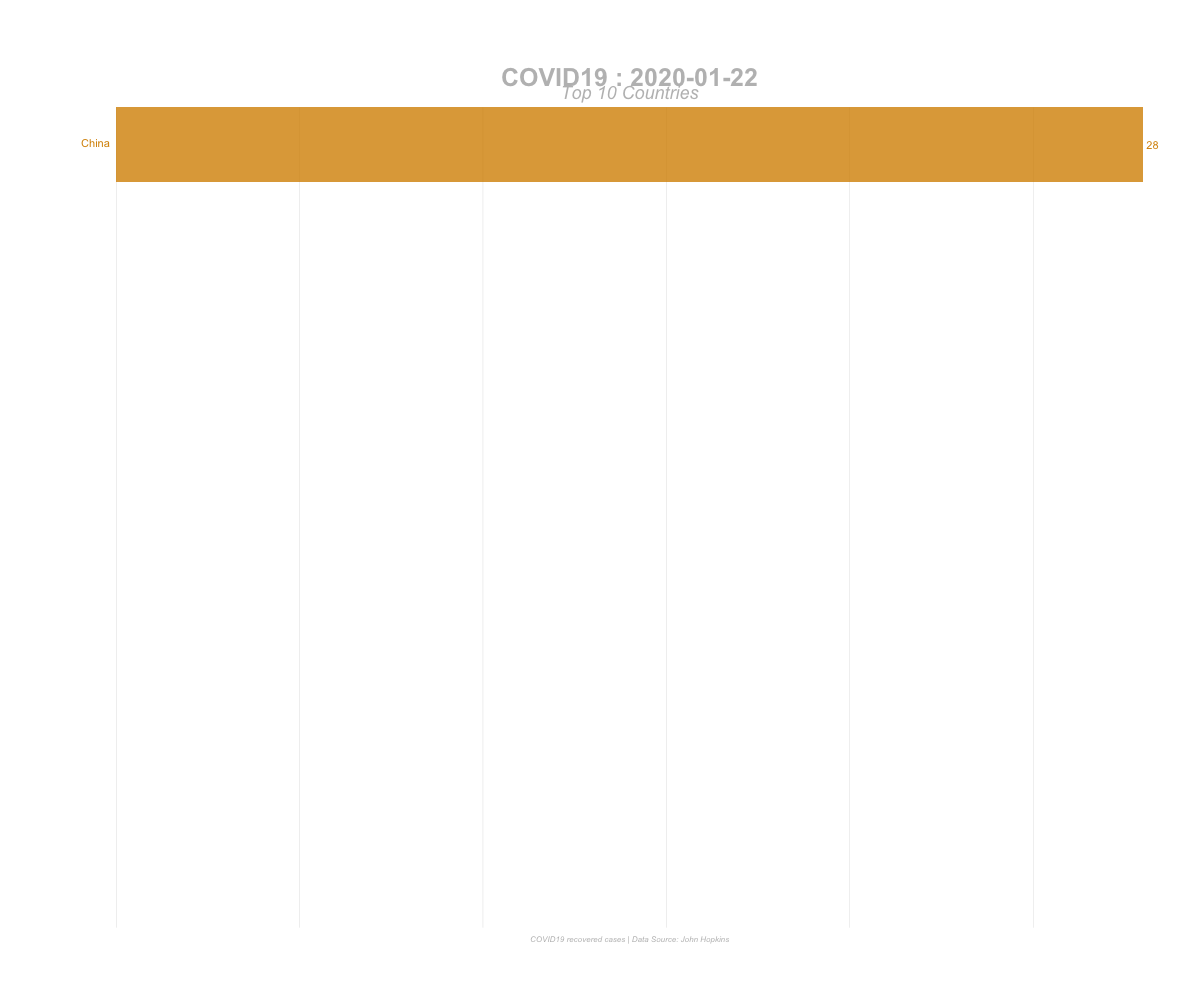 COVID19 : 2020-01-22
Top 10 Countries
China
28
COVID19 recovered cases | Data Source: John Hopkins